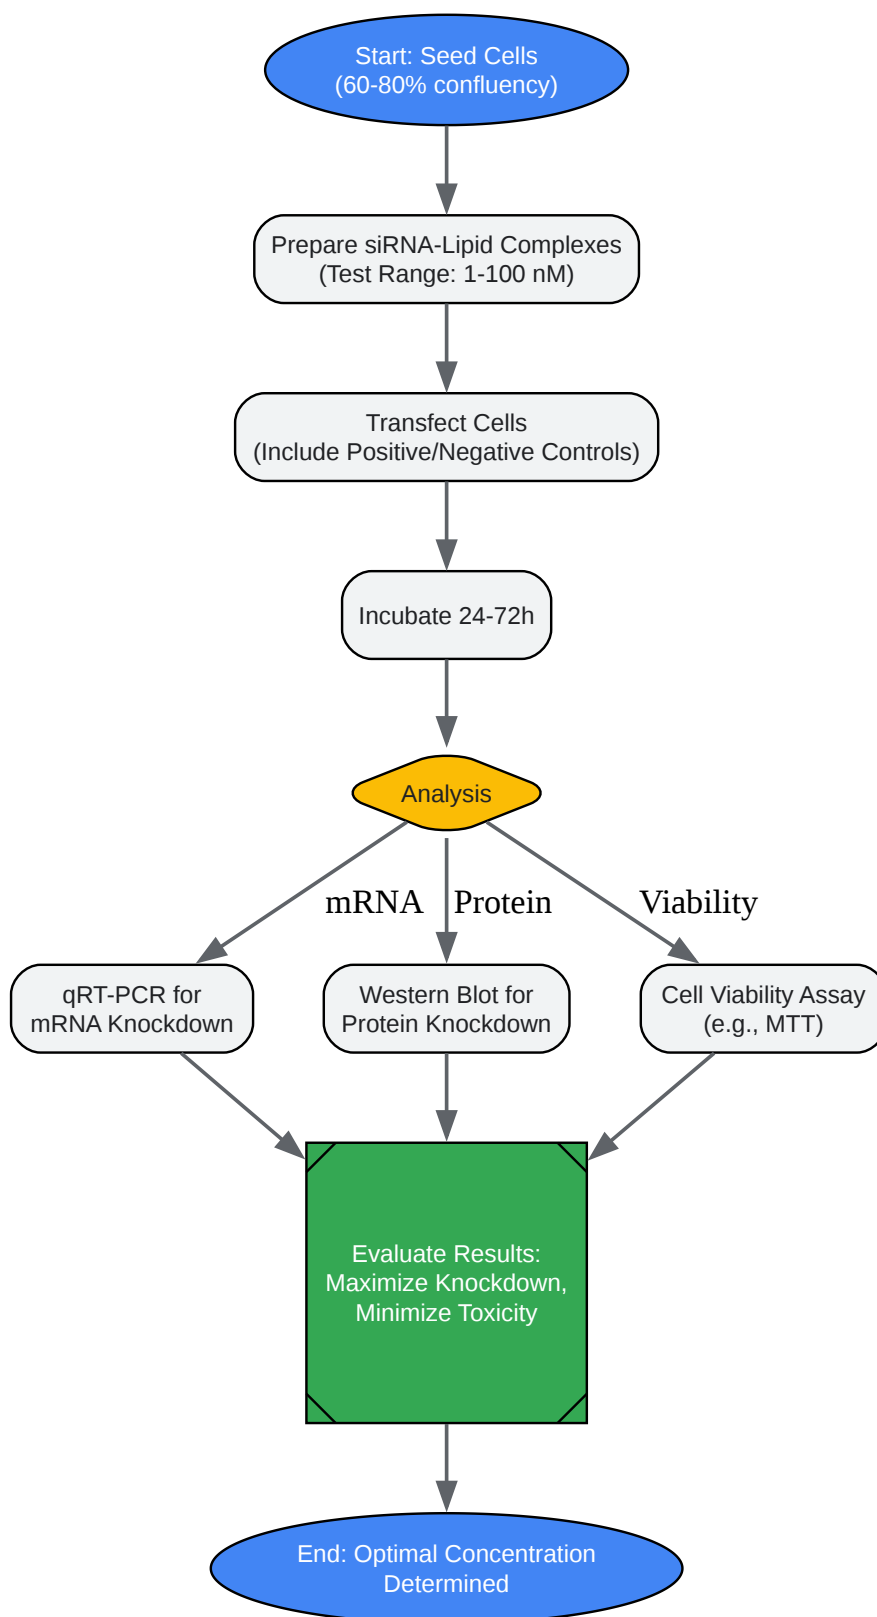 Start: Seed Cells
(60-80% confluency)
Prepare siRNA-Lipid Complexes
(Test Range: 1-100 nM)
Transfect Cells
(Include Positive/Negative Controls)
Incubate 24-72h
Analysis
mRNA
Protein
Viability
qRT-PCR for
mRNA Knockdown
Western Blot for
Protein Knockdown
Cell Viability Assay
(e.g., MTT)
Evaluate Results:
Maximize Knockdown,
Minimize Toxicity
End: Optimal Concentration
Determined